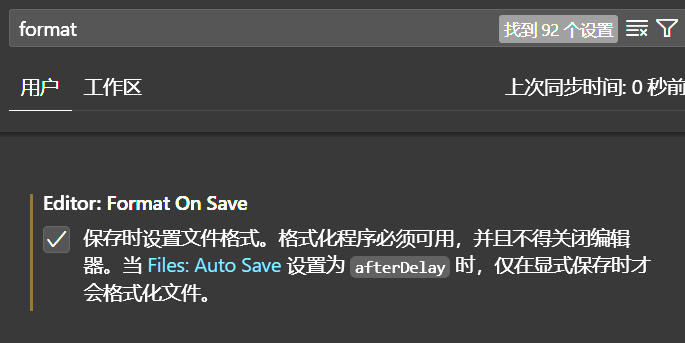 format
找到 92 个设置
用户
工作区
上次同步时间: 0 秒前
Editor: Format On Save
保存时设置文件格式。格式化程序必须可用，并且不得关闭编辑
器。当 Files: Auto Save 设置为 afterDelay 时，仅在显式保存时才
会格式化文件。